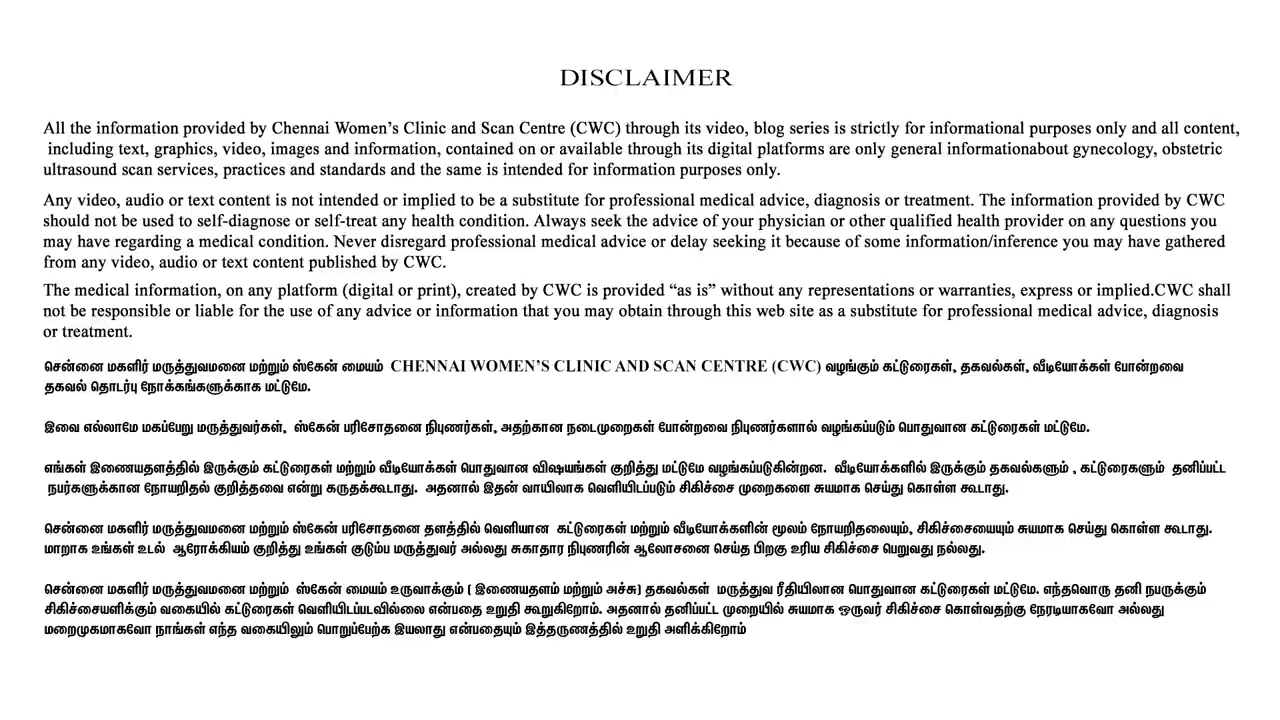 DISCLAIMER
All the information provided by Chennai Women’s Clinic and Scan Centre (CWC) through its video, blog series is strictly for informational purposes only and all content,
including text, graphics, video, images and information, contained on or available through its digital platforms are only general informationabout gynecology, obstetric
ultrasound scan services, practices and standards and the same is intended for information purposes only.
Any video, audio or text content is not intended or implied to be a substitute for professional medical advice, diagnosis or treatment. The information provided by CWC
should not be used to self-diagnose or self-treat any health condition. Always seek the advice of your physician or other qualified health provider on any questions you
may have regarding a medical condition. Never disregard professional medical advice or delay seeking it because of some information/inference you may have gathered
from any video, audio or text content published by CWC.
The medical information, on any platform (digital or print), created by CWC is provided “as is” without any representations or warranties, express or implied.CWC shall
not be responsible or liable for the use of any advice or information that you may obtain through this web site as a substitute for professional medical advice, diagnosis
or treatment.
சென்னை மகளிர் மருத்துவமனை மற்றும் ஸ்கேன் மையம் CHENNAI WOMEN’S CLINIC AND SCAN CENTRE (CWC) வழங்கும் கட்டுரைகள், தகவல்கள், வீடியோக்கள் போன்றவை
தகவல் தொடர்பு நோக்கங்களுக்காக மட்டுமே.
இவை எல்லாமே மகப்பேறு மருத்துவர்கள், ஸ்கேன் பரிசோதனை நிபுணர்கள், அதற்கான நடைமுறைகள் போன்றவை நிபுணர்களால் வழங்கப்படும் பொதுவான கட்டுரைகள் மட்டுமே.
எங்கள் இணையதளத்தில் இருக்கும் கட்டுரைகள் மற்றும் வீடியோக்கள் பொதுவான விஷயங்கள் குறித்து மட்டுமே வழங்கப்படுகின்றன. வீடியோக்களில் இருக்கும் தகவல்களும் , கட்டுரைகளும் தனிப்பட்ட
நபர்களுக்கான நோயறிதல் குறித்தவை என்று கருதக்கூடாது. அதனால் இதன் வாயிலாக வெளியிடப்படும் சிகிச்சை முறைகளை சுயமாக செய்து கொள்ள கூடாது.
சென்னை மகளிர் மருத்துவமனை மற்றும் ஸ்கேன் பரிசோதனை தளத்தில் வெளியான கட்டுரைகள் மற்றும் வீடியோக்களின் மூலம் நோயறிதலையும், சிகிச்சையையும் சுயமாக செய்து கொள்ள கூடாது.
மாறாக உங்கள் உடல் ஆரோக்கியம் குறித்து உங்கள் குடும்ப மருத்துவர் அல்லது சுகாதார நிபுணரின் ஆலோசனை செய்த பிறகு உரிய சிகிச்சை பெறுவது நல்லது.
சென்னை மகளிர் மருத்துவமனை மற்றும் ஸ்கேன் மையம் உருவாக்கும் ( இணையதளம் மற்றும் அச்சு) தகவல்கள் மருத்துவ ரீதியிலான பொதுவான கட்டுரைகள் மட்டுமே. எந்தவொரு தனி நபருக்கும்
சிகிச்சையளிக்கும் வகையில் கட்டுரைகள் வெளியிடப்படவில்லை என்பதை உறுதி கூறுகிறோம். அதனால் தனிப்பட்ட முறையில் சுயமாக ஒருவர் சிகிச்சை கொள்வதற்கு நேரடியாகவோ அல்லது
மறைமுகமாகவோ நாங்கள் எந்த வகையிலும் பொறுப்பேற்க இயலாது என்பதையும் இத்தருணத்தில் உறுதி அளிக்கிறோம்